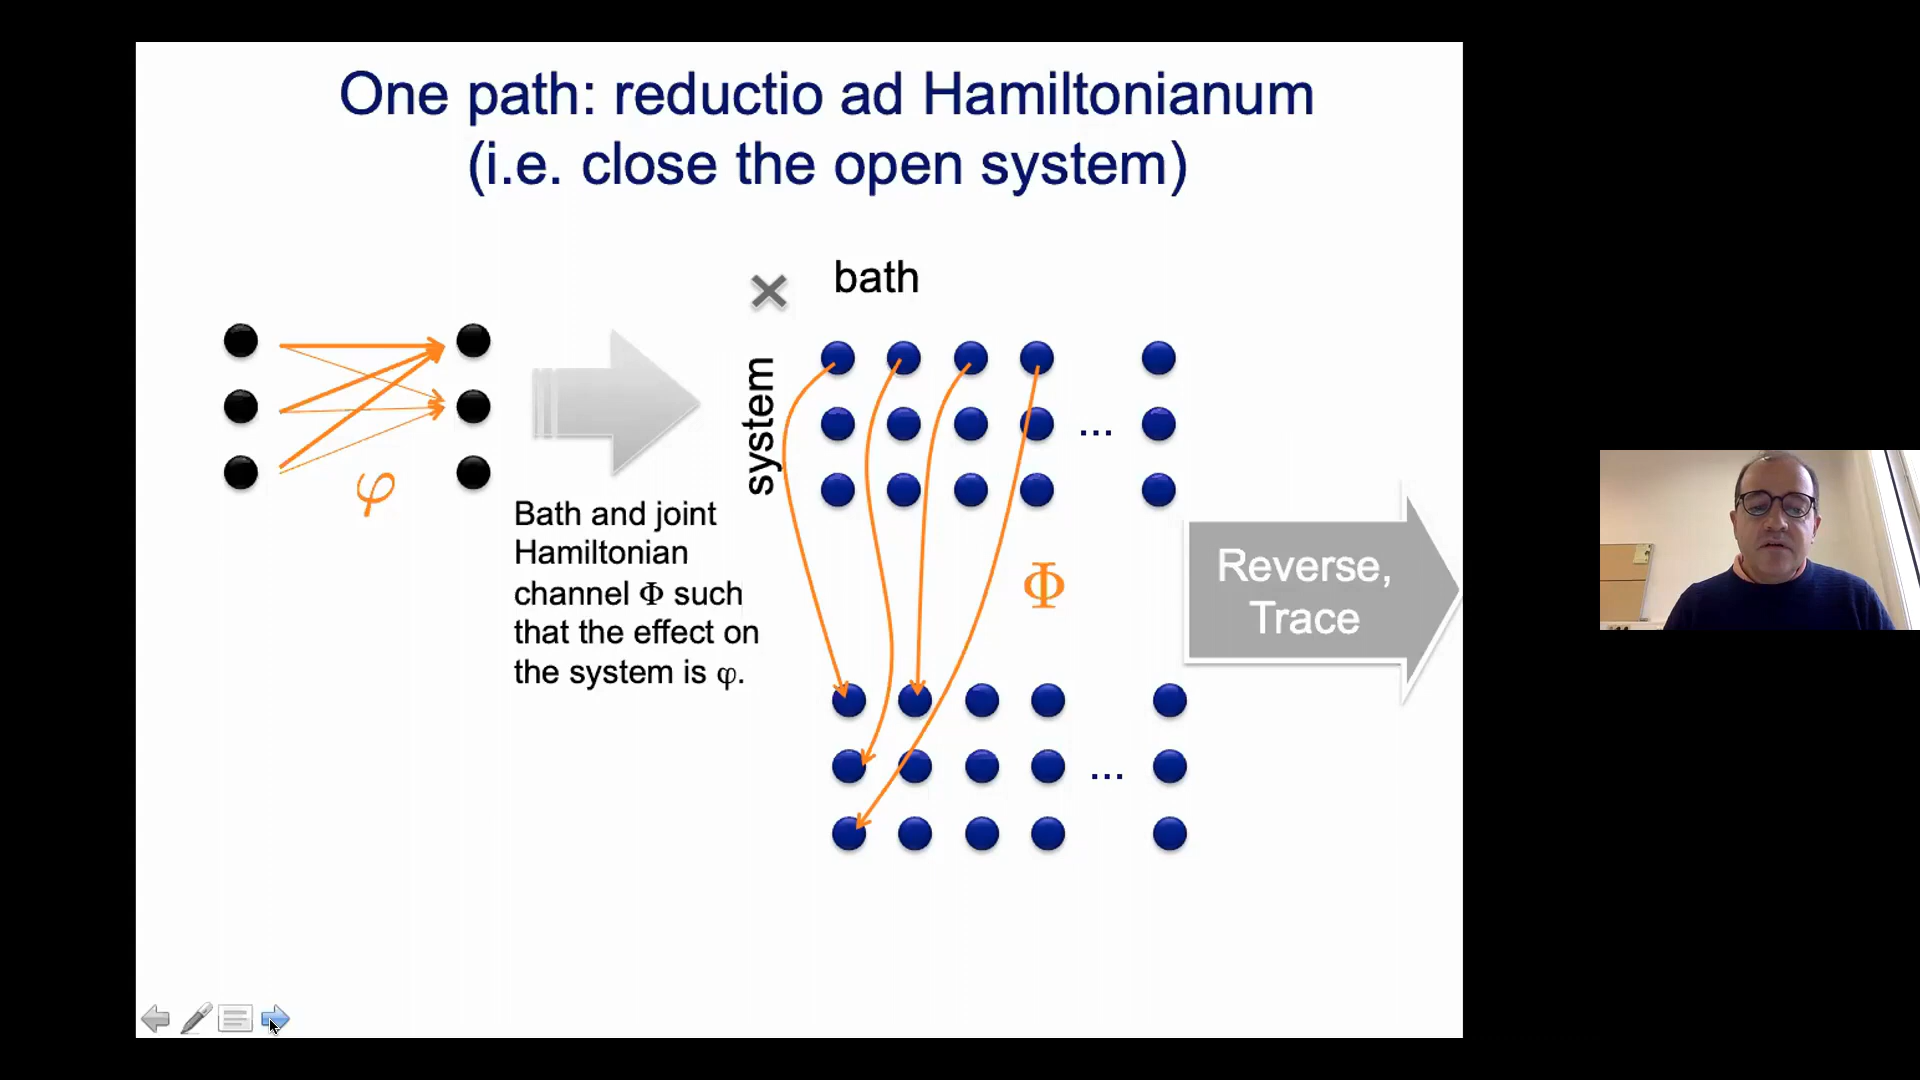 One path: reductio ad Hamiltonianum
(i.e. close the open system)
× bath
system
φ
Bath and joint
Hamiltonian
channel Φ such
that the effect on
the system is φ.
...
Φ
Reverse,
Trace
...